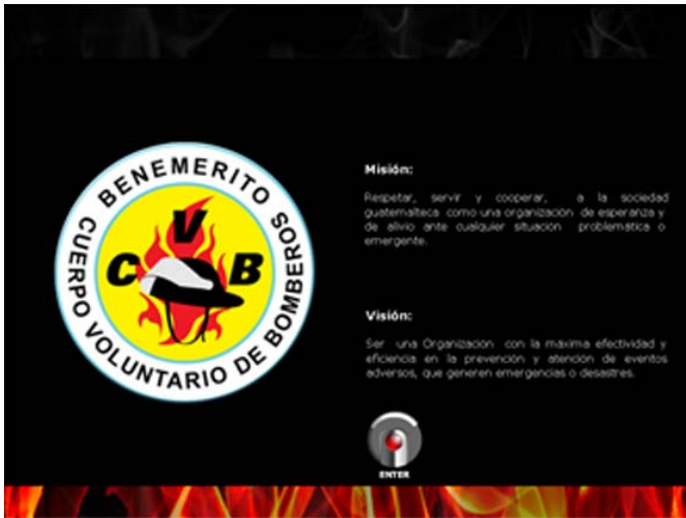 BENEMERITO
CUERPO VOLUNTARIO DE BOMBEROS
V
C B
Misión:
Respetar, servir y cooperar, a la sociedad
guatemalteca como una organización de esperanza y
de alivio ante cualquier situación problemática o
emergente.
Visión:
Ser una Organización con la máxima efectividad y
eficiencia en la prevención y atención de eventos
adversos, que generen emergencias o desastres.
ENTER